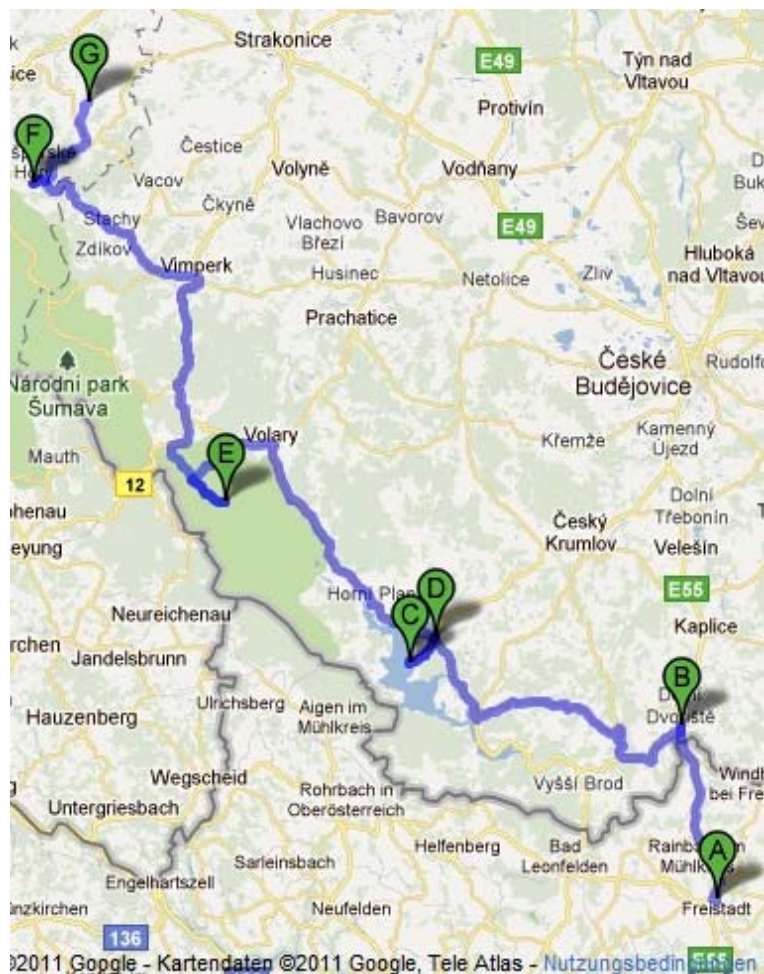 Strakonice
E49
Týn nad
Vltavou
G
Protivín
F
Čestice
Volyně
Vodňany
Vacov
Čkyně
Stachy
Zdíkov
Vlachovo
Březí
Bavorov
E49
Vimperk
Husinec
Netolice
Zliv
Hluboká
nad Vltavou
Prachatice
České
Budějovice
Národní park
Šumava
Mauth
12
E
Volary
Křemže
Kamenný
Újezd
Dolní
Třebonín
Český
Krumlov
Velešín
E55
Kaplice
Horní Plan
D
C
B
Neureichenau
Jandelsbrunn
Ulrichsberg
Aigen im
Mühlkreis
Hauzenberg
Wegscheid
Untergriesbach
Rohrbach in
Oberösterreich
Vyšší Brod
Helfenberg
Bad
Leonfelden
Sarleinsbach
Engelhartszell
Neufelden
A
Freistadt
136
E55
©2011 Google - Kartendaten ©2011 Google, Tele Atlas - Nutzungsbedingungen